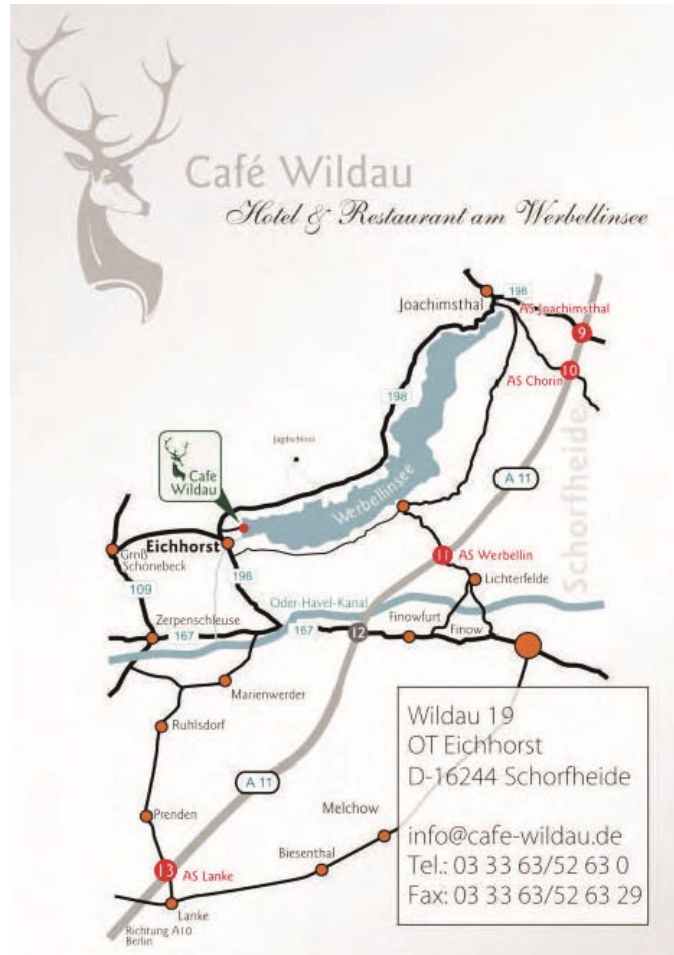 Café Wildau
Hotel & Restaurant am Werbellinsee
Joachimsthal
198
AS Joachimsthal
9
10
AS Chorin
198
Schorfheide
Jagdschloss
A 11
Cafe
Wildau
Werbellinsee
Eichhorst
11
AS Werbellin
Groß
Schönebeck
198
Lichterfelde
109
Oder-Havel-Kanal
Zerpenschleuse
Finowfurt
167
167
12
Finow
Marienwerder
Ruhlsdorf
A 11
Prenden
Melchow
Biesenthal
13
AS Lanke
Lanke
Richtung A10
Berlin
Wildau 19
OT Eichhorst
D-16244 Schorfheide
info@cafe-wildau.de
Tel.: 03 33 63/52 63 0
Fax: 03 33 63/52 63 29